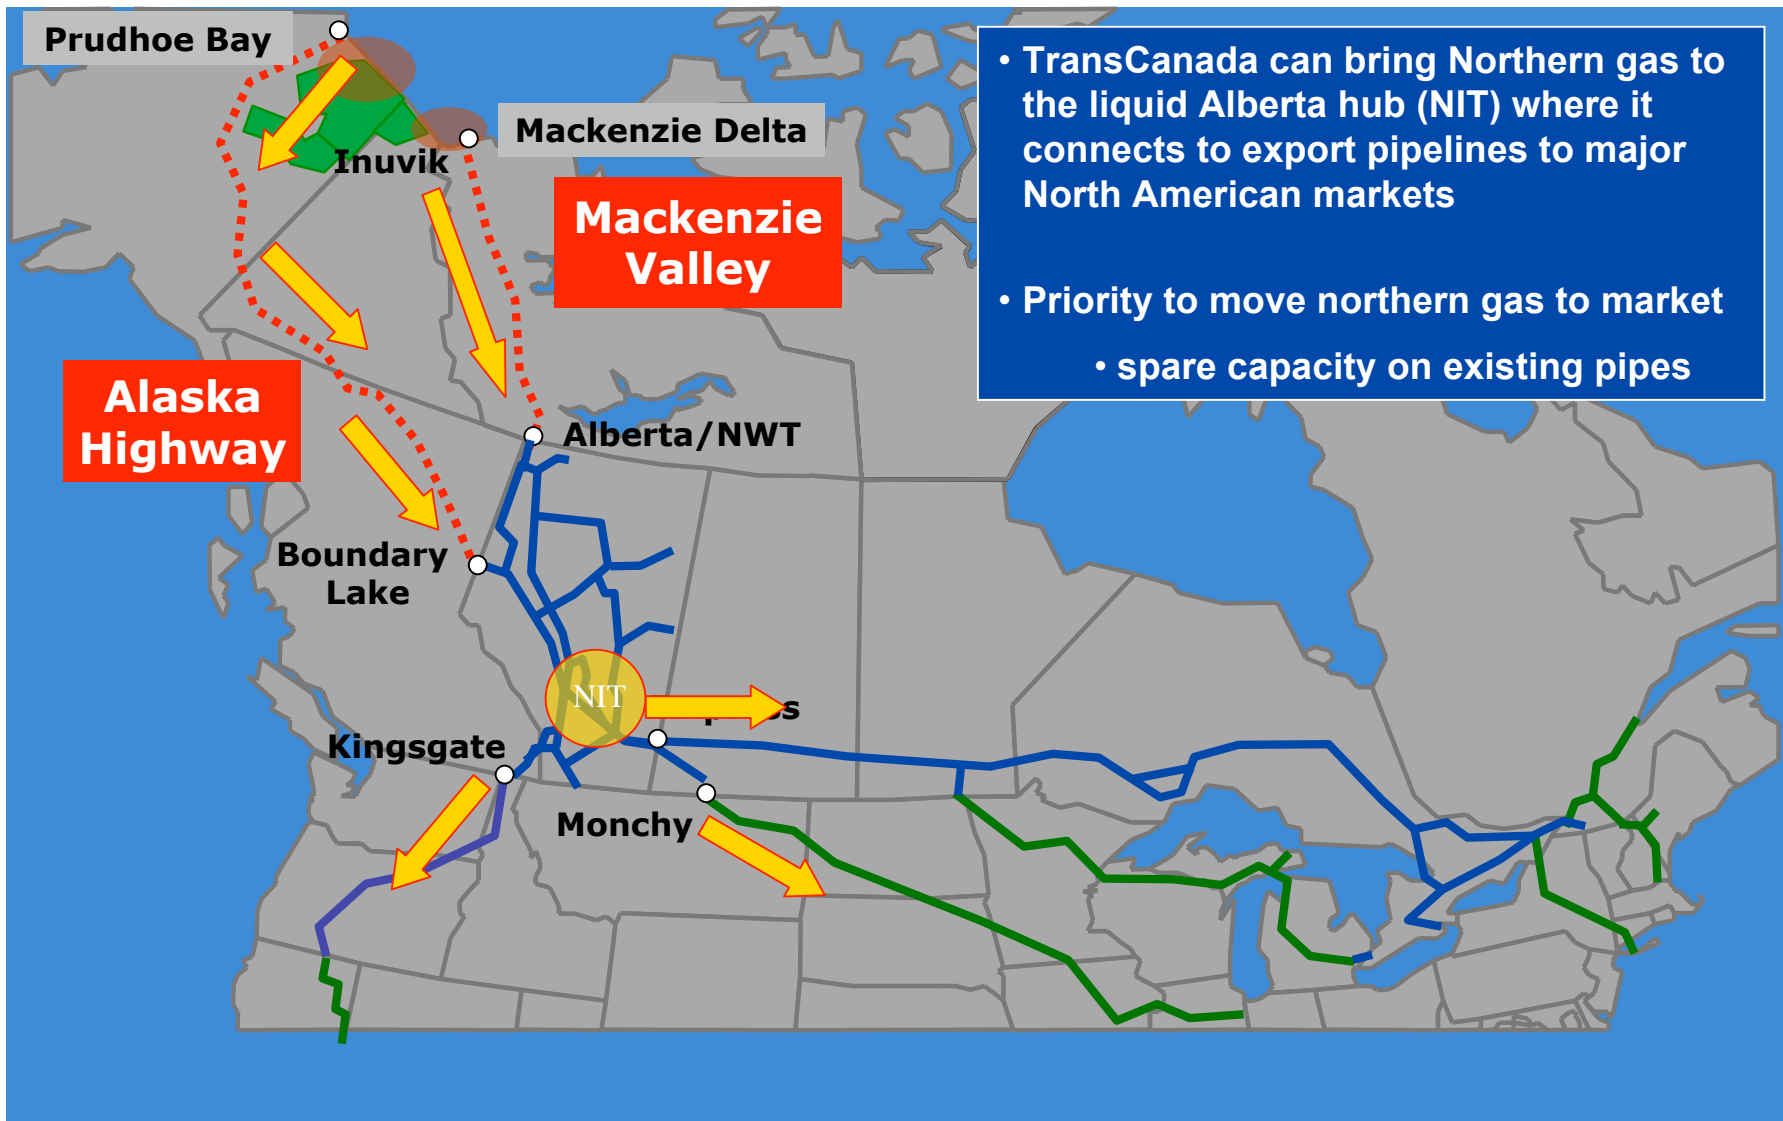 Prudhoe Bay
Mackenzie Delta
Inuvik
Mackenzie
Valley
• TransCanada can bring Northern gas to
the liquid Alberta hub (NIT) where it
connects to export pipelines to major
North American markets
• Priority to move northern gas to market
• spare capacity on existing pipes
Alaska
Highway
Alberta/NWT
Boundary
Lake
NIT
Kingsgate
Monchy